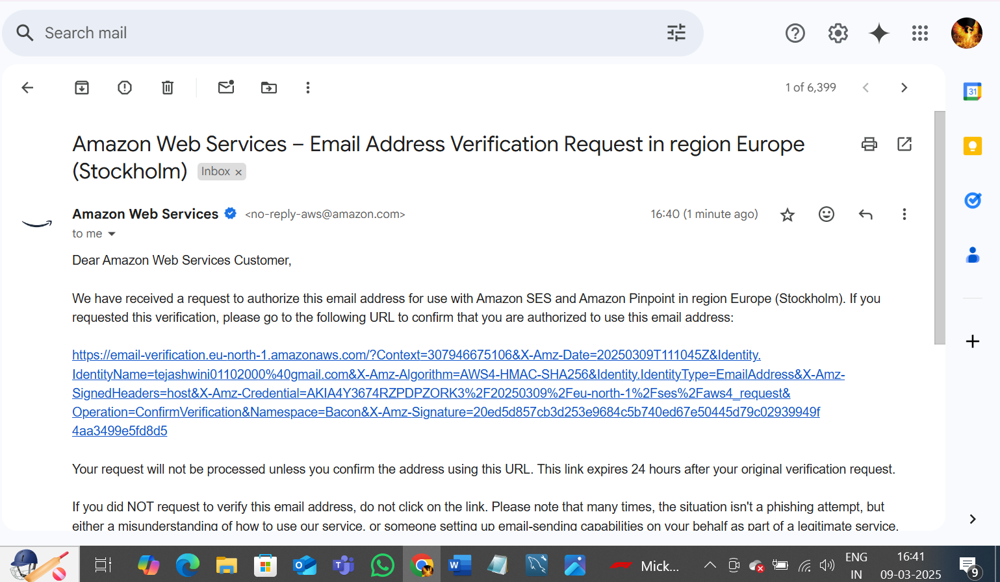 Search mail
1 of 6,399
31
Amazon Web Services – Email Address Verification Request in region Europe
(Stockholm) Inbox ×
Amazon Web Services <no-reply-aws@amazon.com> 16:40 (1 minute ago)
to me
Dear Amazon Web Services Customer,
We have received a request to authorize this email address for use with Amazon SES and Amazon Pinpoint in region Europe (Stockholm). If you
requested this verification, please go to the following URL to confirm that you are authorized to use this email address:
https://email-verification.eu-north-1.amazonaws.com/?Context=307946675106&X-Amz-Date=20250309T111045Z&Identity.
IdentityName=tejashwini01102000%40gmail.com&X-Amz-Algorithm=AWS4-HMAC-SHA256&Identity.IdentityType=EmailAddress&X-Amz-
SignedHeaders=host&X-Amz-Credential=AKIA4Y3674RZPDPZORK3%2F20250309%2Feu-north-1%2Fses%2Faws4_request&
Operation=ConfirmVerification&Namespace=Bacon&X-Amz-Signature=20ed5d857cb3d253e9684c5b740ed67e50445d79c02939949f
4aa3499e5fd8d5
Your request will not be processed unless you confirm the address using this URL. This link expires 24 hours after your original verification request.
If you did NOT request to verify this email address, do not click on the link. Please note that many times, the situation isn't a phishing attempt, but
either a misunderstanding of how to use our service, or someone setting up email-sending capabilities on your behalf as part of a legitimate service,
Mick...
ENG
IN
16:41
09-03-2025
9